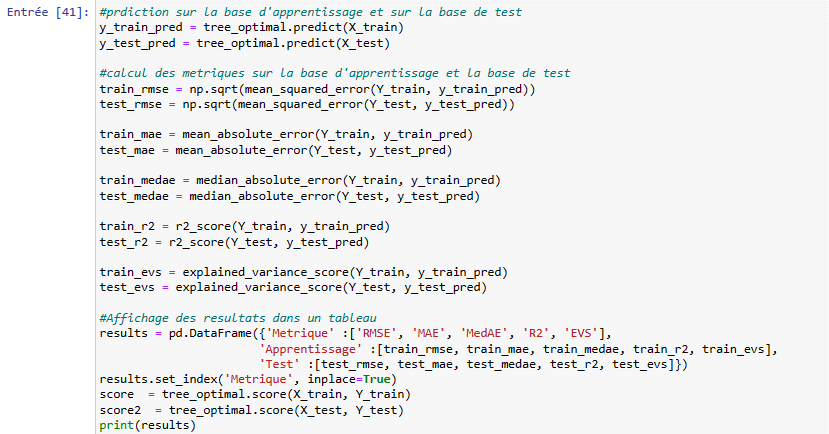 Entrée [41]: #prdiction sur la base d'apprentissage et sur la base de test
y_train_pred = tree_optimal.predict(X_train)
y_test_pred = tree_optimal.predict(X_test)
#calcul des metriques sur la base d'apprentissage et la base de test
train_rmse = np.sqrt(mean_squared_error(Y_train, y_train_pred))
test_rmse = np.sqrt(mean_squared_error(Y_test, y_test_pred))
train_mae = mean_absolute_error(Y_train, y_train_pred)
test_mae = mean_absolute_error(Y_test, y_test_pred)
train_medae = median_absolute_error(Y_train, y_train_pred)
test_medae = median_absolute_error(Y_test, y_test_pred)
train_r2 = r2_score(Y_train, y_train_pred)
test_r2 = r2_score(Y_test, y_test_pred)
train_evs = explained_variance_score(Y_train, y_train_pred)
test_evs = explained_variance_score(Y_test, y_test_pred)
#Affichage des resultats dans un tableau
results = pd.DataFrame({'Metrique' :['RMSE', 'MAE', 'MedAE', 'R2', 'EVS'],
'Apprentissage' :[train_rmse, train_mae, train_medae, train_r2, train_evs],
'Test' :[test_rmse, test_mae, test_medae, test_r2, test_evs]})
results.set_index('Metrique', inplace=True)
score  = tree_optimal.score(X_train, Y_train)
score2  = tree_optimal.score(X_test, Y_test)
print(results)